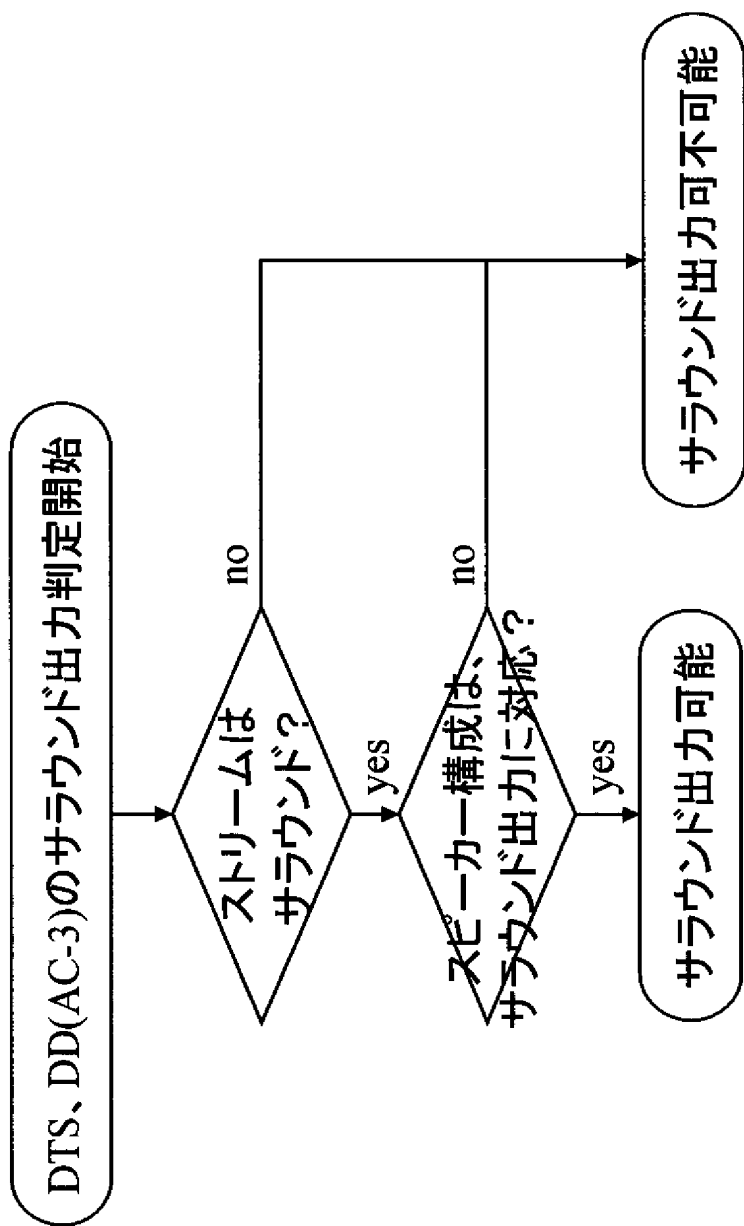 DTS、DD(AC-3)のサラウンド出力判定開始
ストリームは
サラウンド?
no
yes
スピーカー構成は、
サラウンド出力に対応?
no
yes
サラウンド出力可能
サラウンド出力可不可能